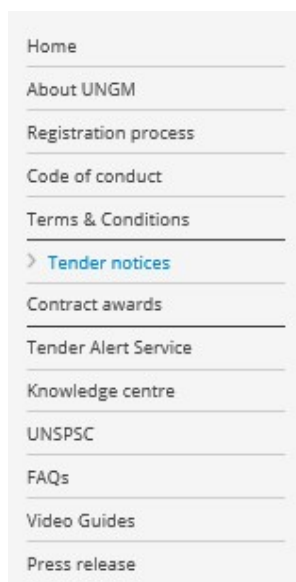 Home
About UNGM
Registration process
Code of conduct
Terms & Conditions
Tender notices
Contract awards
Tender Alert Service
Knowledge centre
UNSPSC
FAQs
Video Guides
Press release